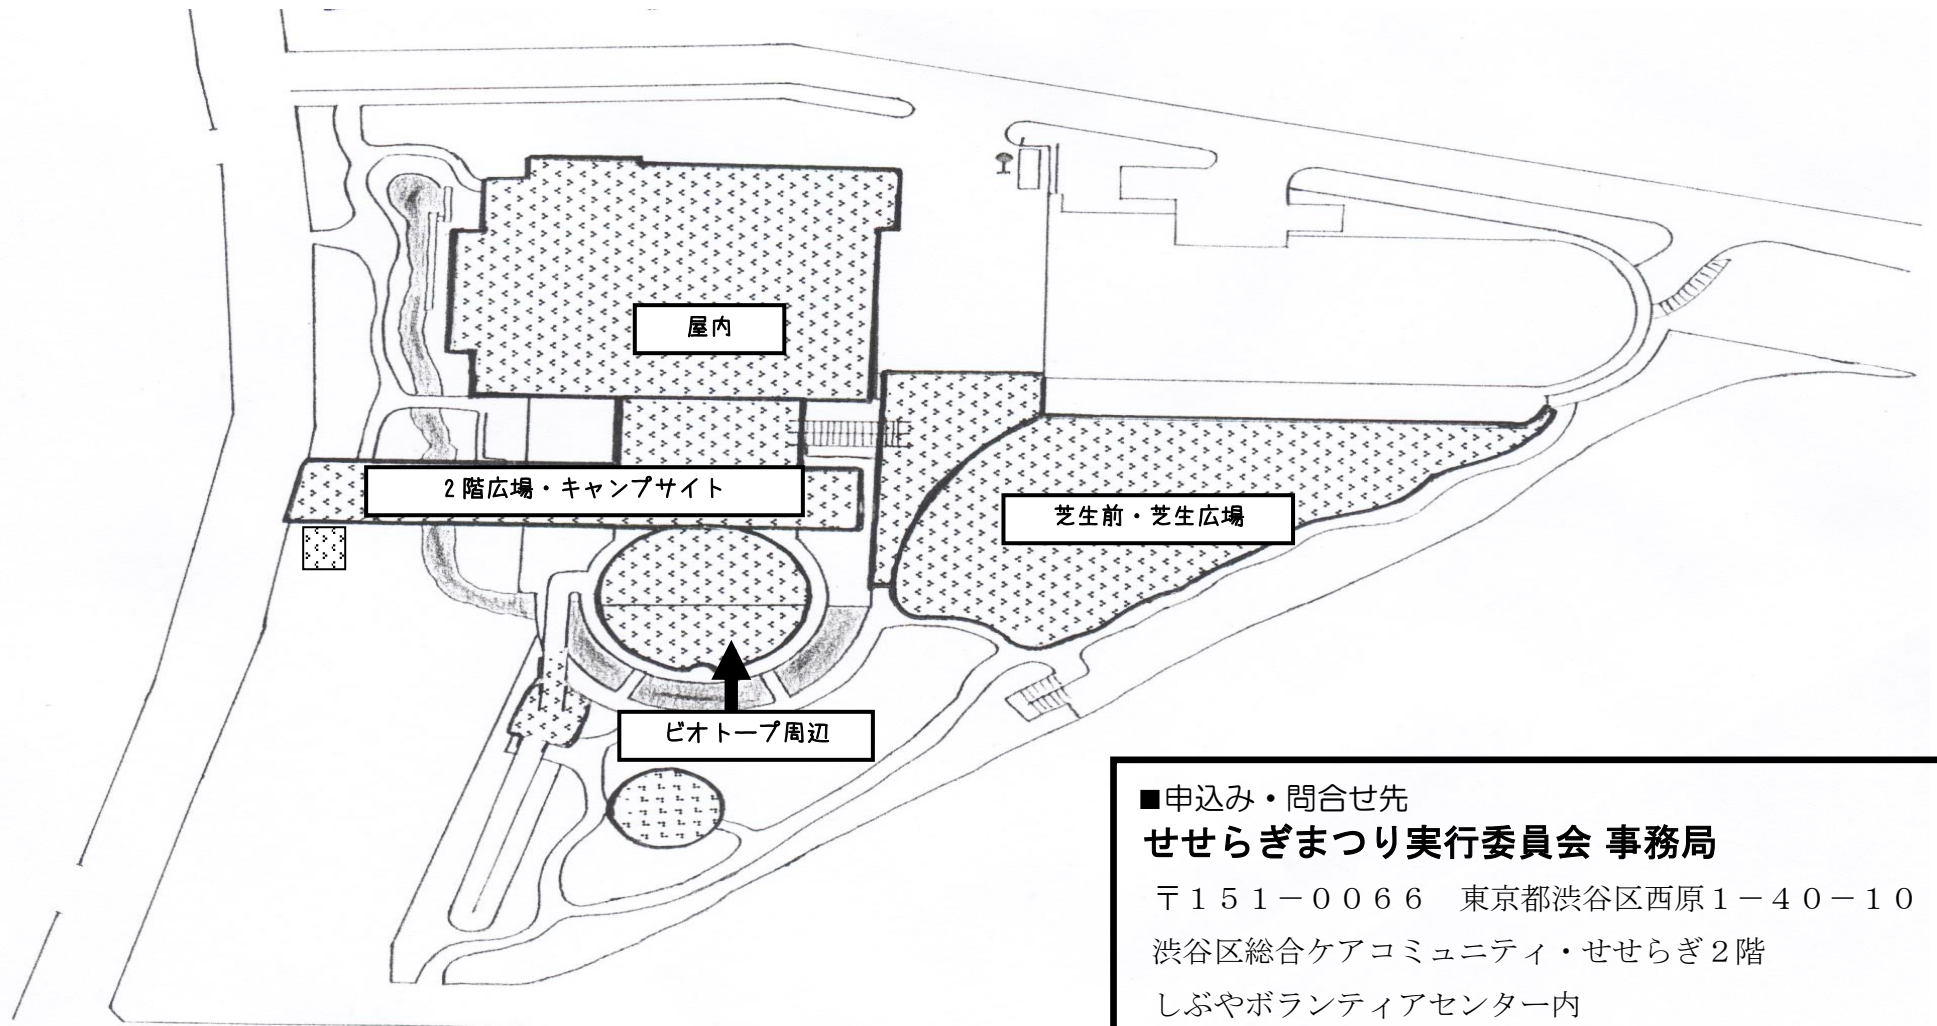 屋内
2階広場・キャンプサイト
芝生前・芝生広場
ビオトープ周辺
■申込み・問合せ先
せせらぎまつり実行委員会 事務局
〒１５１－００６６　東京都渋谷区西原１－４０－１０
渋谷区総合ケアコミュニティ・せせらぎ２階
しぶやボランティアセンター内